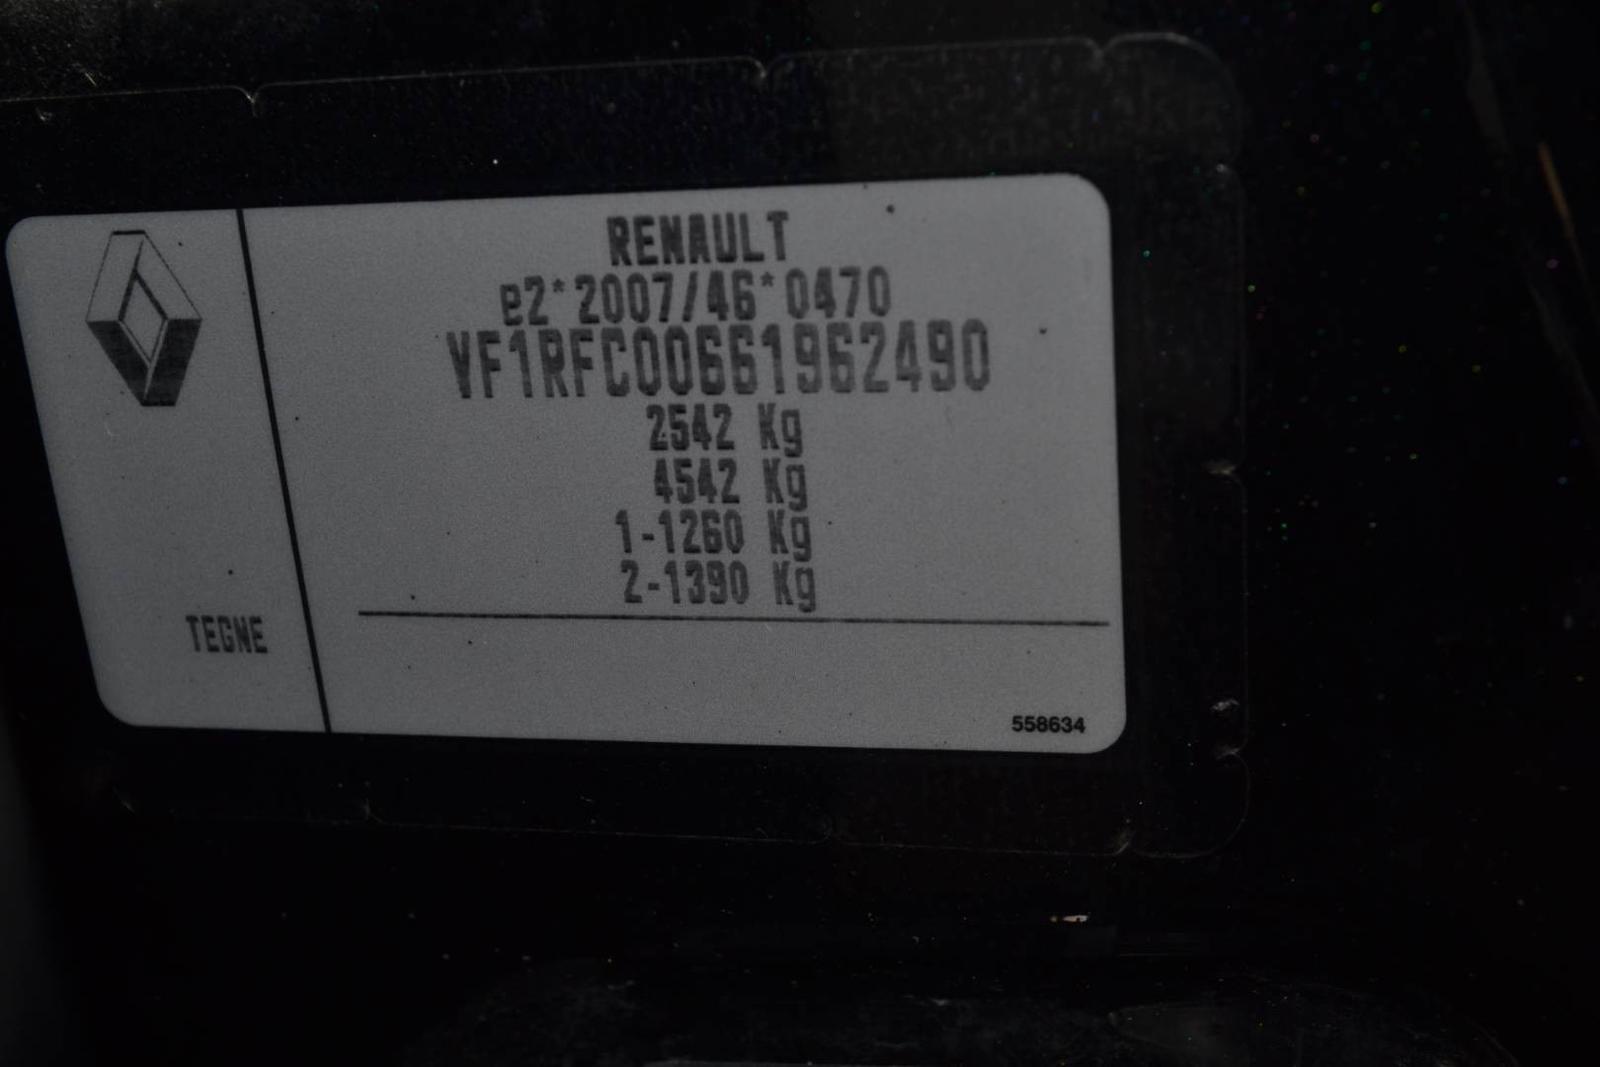 RENAULT
e2*2007/46*0470
VF1RFC00661962490
2542 Kg
4542 Kg
1-1260 Kg
2-1390 Kg
TEGNE
558634